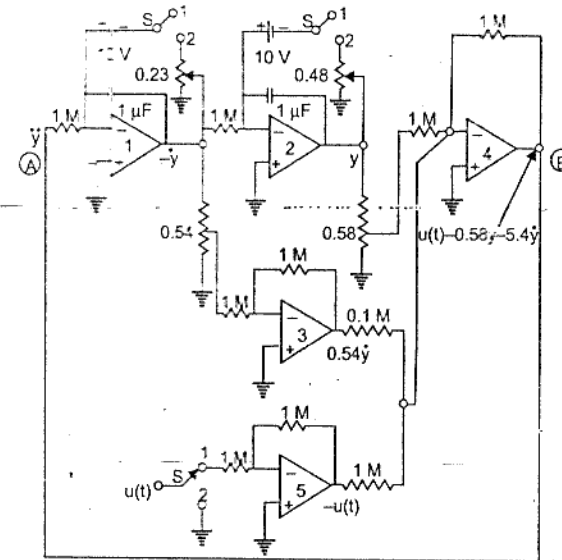 S 1
2
10 V
0.23
1 µF
1 M
ÿ
A
1
− +
−ẏ
S 1
2
10 V
0.48
1 µF
1 M
2
− +
y
1 M
1 M
4
− +
B
u(t)−0.58y−5.4ẏ
0.54
0.58
1 M
1 M
3
− +
0.1 M
0.54ẏ
1 M
1 M
5
− +
1 M
−u(t)
u(t)
S 1
2